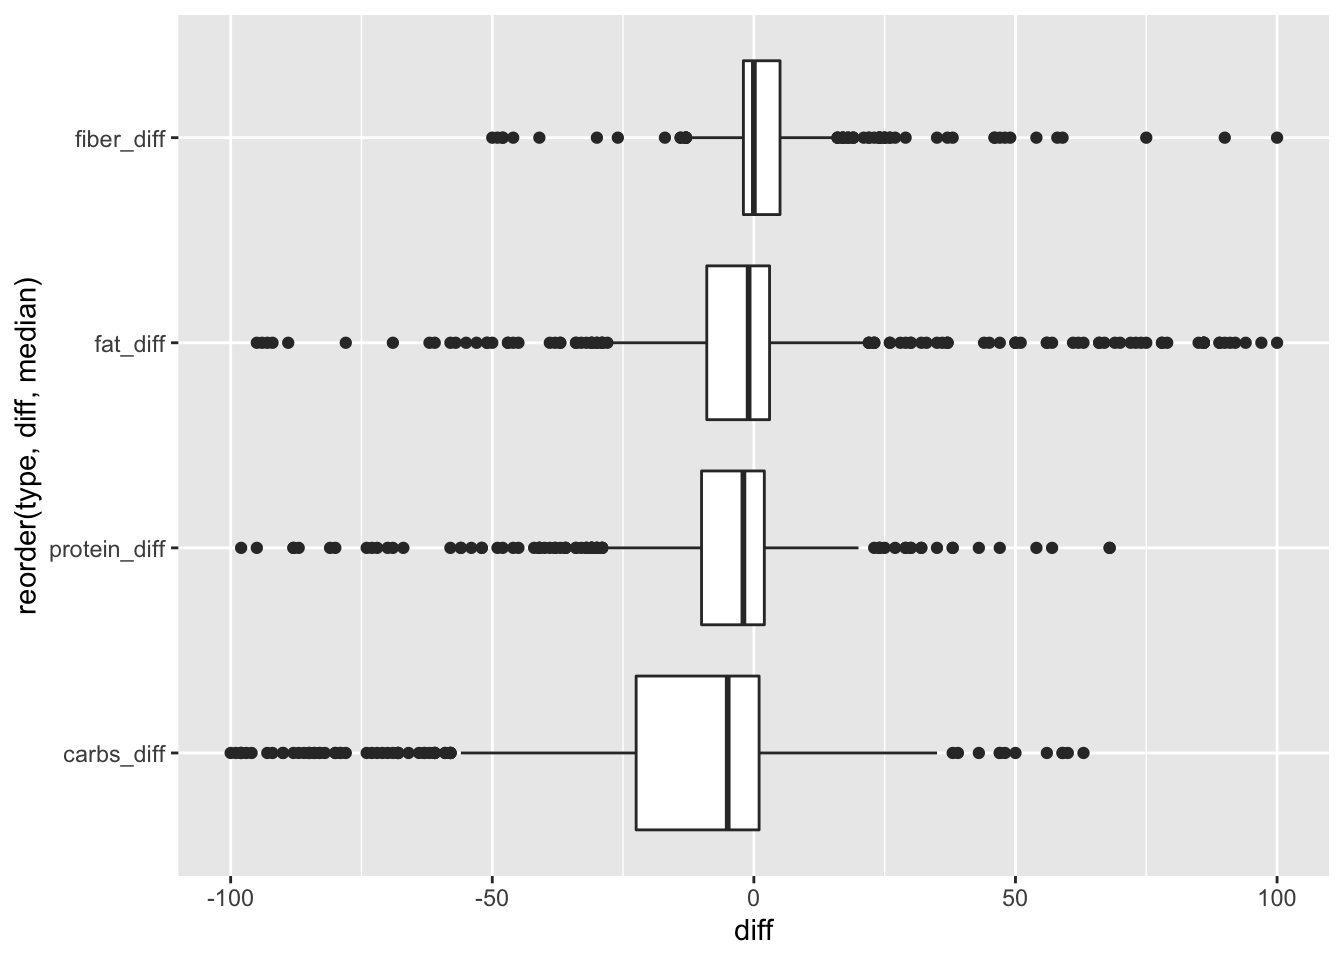 reorder(type, diff, median)
fiber_diff
fat_diff
protein_diff
carbs_diff
-100 -50 0 50 100
diff